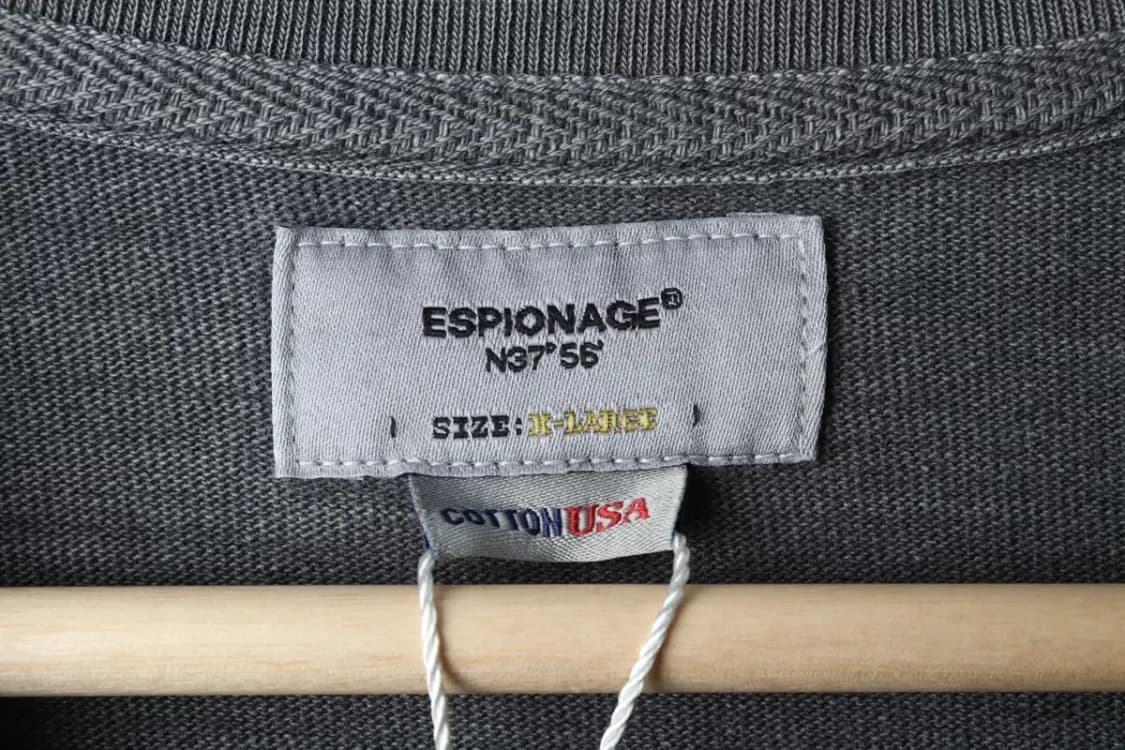 ESPIONAGE®
N37°56'
SIZE:X-LARGE
COTTON USA